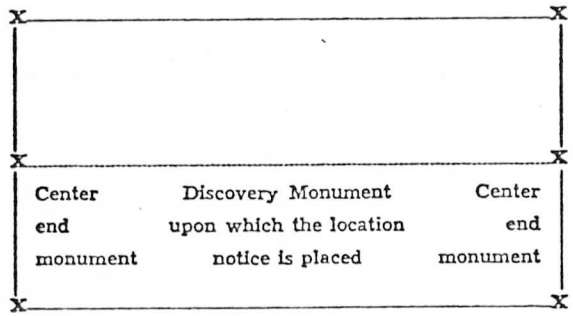 X X
X X
Center Discovery Monument Center
end upon which the location end
monument notice is placed monument
X X